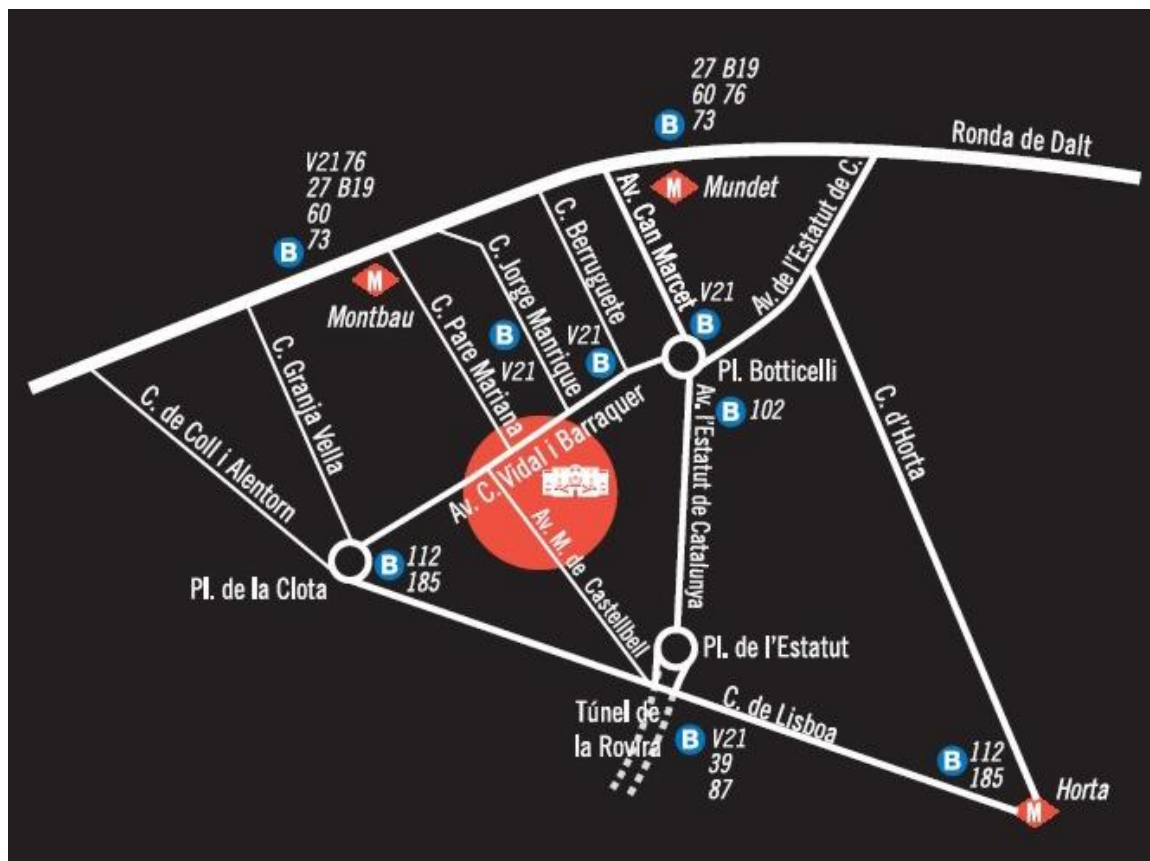 27 B19
60 76
73
Ronda de Dalt
V21 76
27 B19
60
73
B
B
M
Mundet
Av. de l'Estatut de C.
Av. Can Marcet
C. Berruguete
C. Jorge Manrique
M
Montbau
C. Pare Mariana
V21
B
B
V21
V21
B
Pl. Botticelli
C. Granja Vella
C. de Coll i Alentorn
B 102
Av. l'Estatut de Catalunya
C. d'Horta
Av. C. Vidal i Barraquer
Av. M. de Castellbell
B 112
185
Pl. de la Clota
Pl. de l'Estatut
C. de Lisboa
Túnel de
la Rovira
B V21
39
87
B 112
185
M
Horta